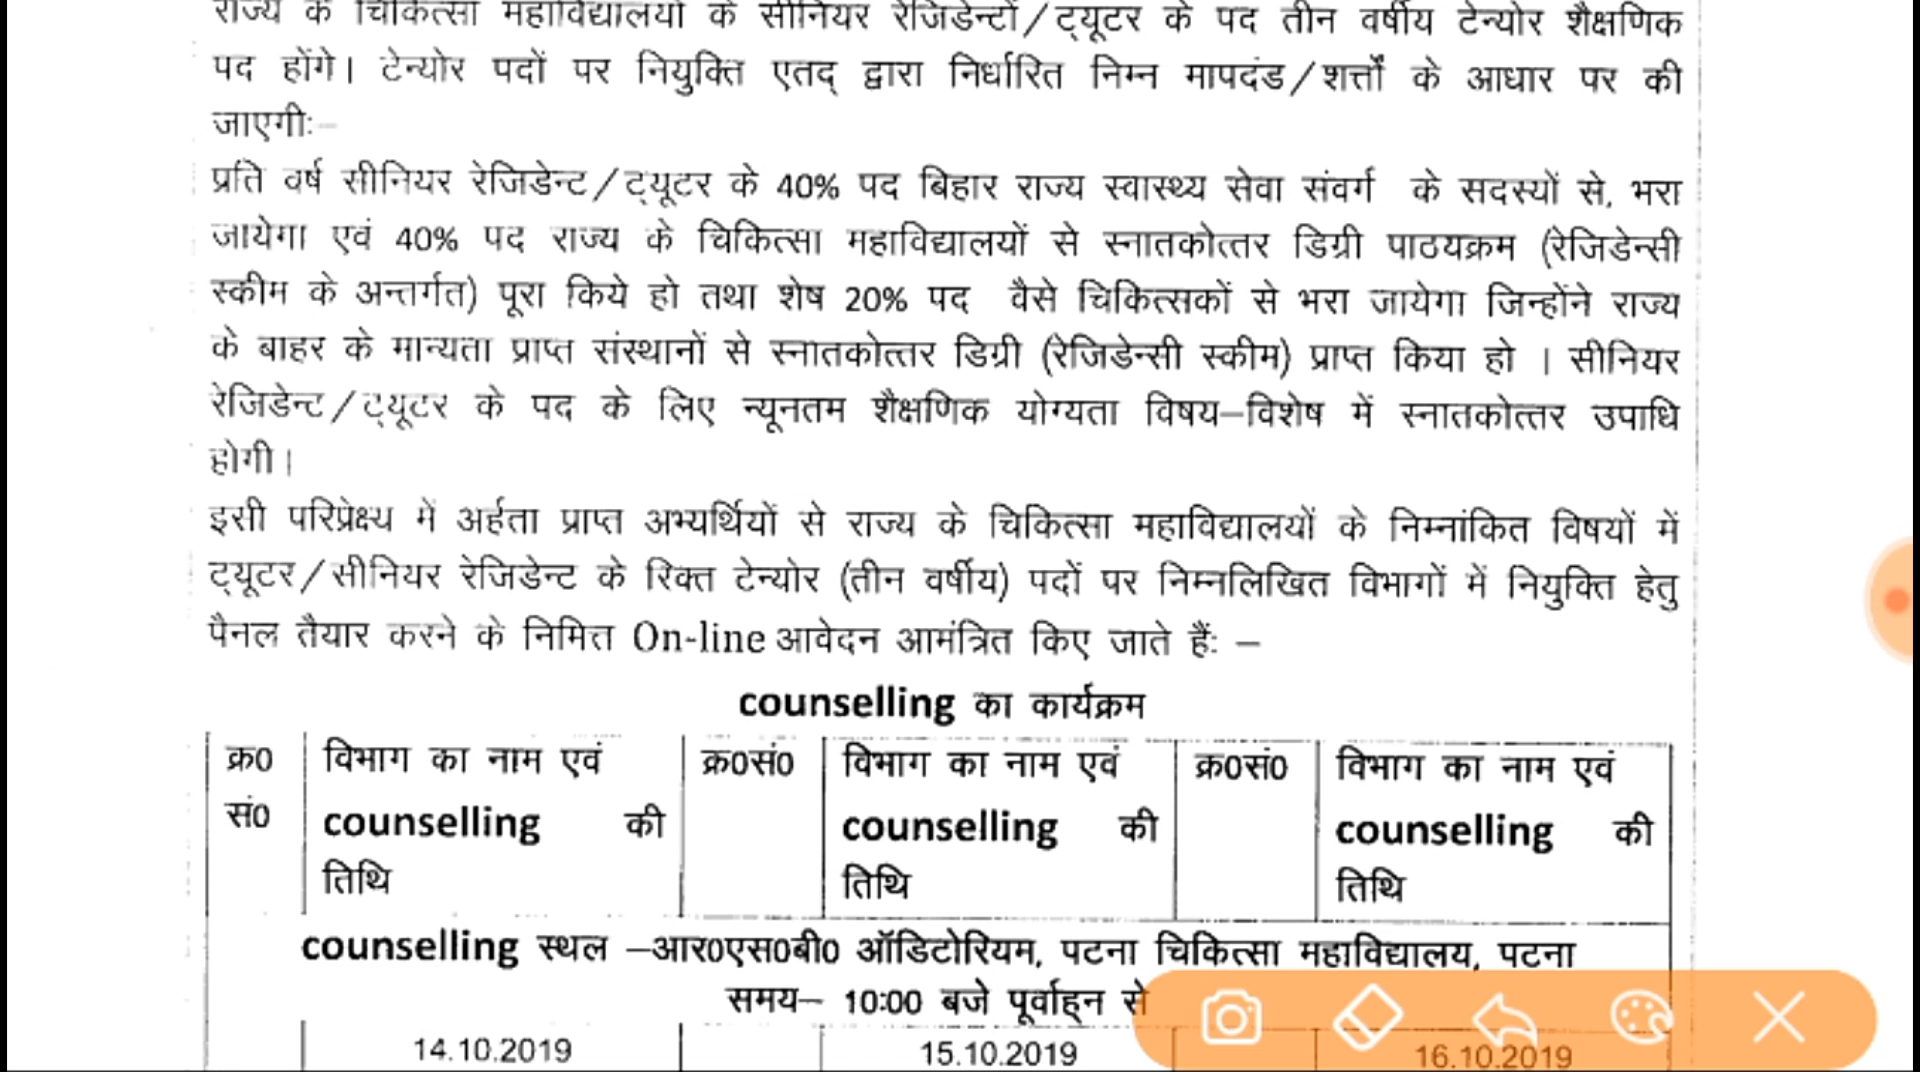 राज्य के चिकित्सा महाविद्यालयों के सीनियर रेजिडेन्टों/ट्यूटर के पद तीन वर्षीय टेन्योर शैक्षणिक
पद होंगे। टेन्योर पदों पर नियुक्ति एतद् द्वारा निर्धारित निम्न मापदंड/शर्त्तों के आधार पर की
जाएगीः–
प्रति वर्ष सीनियर रेजिडेन्ट/ट्यूटर के 40% पद बिहार राज्य स्वास्थ्य सेवा संवर्ग के सदस्यों से, भरा
जायेगा एवं 40% पद राज्य के चिकित्सा महाविद्यालयों से स्नातकोत्तर डिग्री पाठयक्रम (रेजिडेन्सी
स्कीम के अन्तर्गत) पूरा किये हो तथा शेष 20% पद वैसे चिकित्सकों से भरा जायेगा जिन्होंने राज्य
के बाहर के मान्यता प्राप्त संस्थानों से स्नातकोत्तर डिग्री (रेजिडेन्सी स्कीम) प्राप्त किया हो । सीनियर
रेजिडेन्ट/ट्यूटर के पद के लिए न्यूनतम शैक्षणिक योग्यता विषय–विशेष में स्नातकोत्तर उपाधि
होगी।
इसी परिप्रेक्ष्य में अर्हता प्राप्त अभ्यर्थियों से राज्य के चिकित्सा महाविद्यालयों के निम्नांकित विषयों में
ट्यूटर/सीनियर रेजिडेन्ट के रिक्त टेन्योर (तीन वर्षीय) पदों पर निम्नलिखित विभागों में नियुक्ति हेतु
पैनल तैयार करने के निमित्त On-line आवेदन आमंत्रित किए जाते हैंः –
counselling का कार्यक्रम
क्र0 विभाग का नाम एवं क्र0सं0 विभाग का नाम एवं क्र0सं0 विभाग का नाम एवं
सं0 counselling की counselling की counselling की
तिथि तिथि तिथि
counselling स्थल –आर0एस0बी0 ऑडिटोरियम, पटना चिकित्सा महाविद्यालय, पटना
समय– 10:00 बजे पूर्वाह्न से
14.10.2019 15.10.2019 16.10.2019